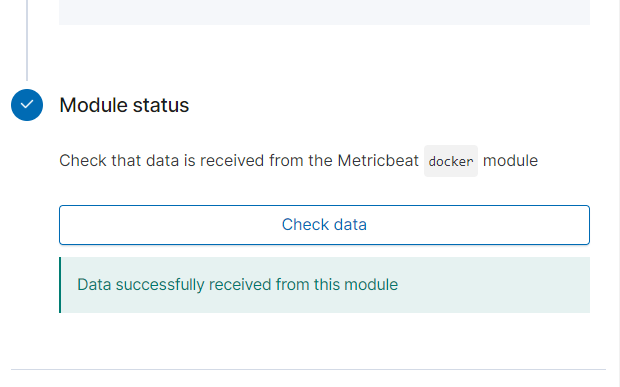 Module status
Check that data is received from the Metricbeat docker module
Check data
Data successfully received from this module